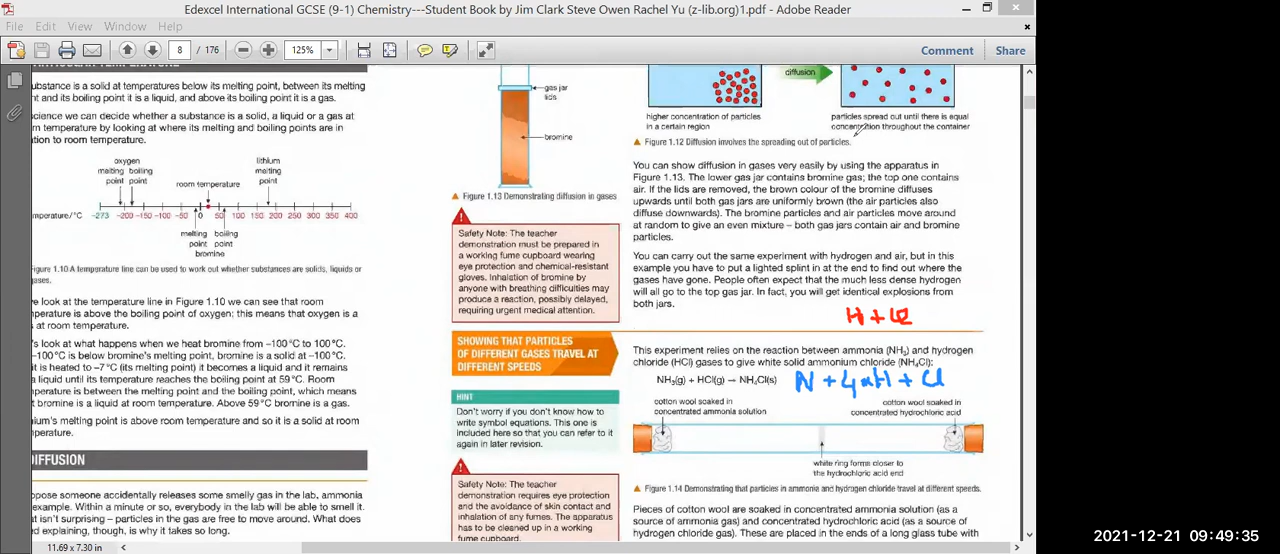 Edexcel International GCSE (9-1) Chemistry---Student Book by Jim Clark Steve Owen Rachel Yu (z-lib.org)1.pdf - Adobe Reader
File Edit View Window Help
8 / 176 125% Comment Share
ubstance is a solid at temperatures below its melting point, between its melting
nt and its boiling point it is a liquid, and above its boiling point it is a gas.
cience we can decide whether a substance is a solid, a liquid or a gas at
m temperature by looking at where its melting and boiling points are in
ation to room temperature.
oxygen
melting point boiling point
lithium
melting point
room temperature
mperature/°C -273 -200 -150 -100 -50 0 50 100 150 200 250 300 350 400
melting point boiling point
bromine
Figure 1.10 A temperature line can be used to work out whether substances are solids, liquids or
gases.
we look at the temperature line in Figure 1.10 we can see that room
mperature is above the boiling point of oxygen; this means that oxygen is a
s at room temperature.
's look at what happens when we heat bromine from –100 °C to 100 °C.
–100 °C is below bromine's melting point, bromine is a solid at –100 °C.
it is heated to –7 °C (its melting point) it becomes a liquid and it remains
a liquid until its temperature reaches the boiling point at 59 °C. Room
mperature is between the melting point and the boiling point, which means
t bromine is a liquid at room temperature. Above 59 °C bromine is a gas.
nium's melting point is above room temperature and so it is a solid at room
mperature.
DIFFUSION
ppose someone accidentally releases some smelly gas in the lab, ammonia
example. Within a minute or so, everybody in the lab will be able to smell it.
at isn't surprising – particles in the gas are free to move around. What does
ed explaining, though, is why it takes so long.
gas jar
lids
bromine
Figure 1.13 Demonstrating diffusion in gases
Safety Note: The teacher
demonstration must be prepared in
a working fume cupboard wearing
eye protection and chemical-resistant
gloves. Inhalation of bromine by
anyone with breathing difficulties may
produce a reaction, possibly delayed,
requiring urgent medical attention.
SHOWING THAT PARTICLES
OF DIFFERENT GASES TRAVEL AT
DIFFERENT SPEEDS
HINT
Don't worry if you don't know how to
write symbol equations. This one is
included here so that you can refer to it
again in later revision.
Safety Note: The teacher
demonstration requires eye protection
and the avoidance of skin contact and
inhalation of any fumes. The apparatus
has to be cleaned up in a working
fume cupboard.
diffusion
higher concentration of particles
in a certain region
particles spread out until there is equal
concentration throughout the container
Figure 1.12 Diffusion involves the spreading out of particles.
You can show diffusion in gases very easily by using the apparatus in
Figure 1.13. The lower gas jar contains bromine gas; the top one contains
air. If the lids are removed, the brown colour of the bromine diffuses
upwards until both gas jars are uniformly brown (the air particles also
diffuse downwards). The bromine particles and air particles move around
at random to give an even mixture – both gas jars contain air and bromine
particles.
You can carry out the same experiment with hydrogen and air, but in this
example you have to put a lighted splint in at the end to find out where the
gases have gone. People often expect that the much less dense hydrogen
will all go to the top gas jar. In fact, you will get identical explosions from
both jars.
This experiment relies on the reaction between ammonia (NH3) and hydrogen
chloride (HCl) gases to give white solid ammonium chloride (NH4Cl):
NH3(g) + HCl(g) → NH4Cl(s) N + 4 H + Cl
cotton wool soaked in
concentrated ammonia solution
cotton wool soaked in
concentrated hydrochloric acid
white ring forms closer to
the hydrochloric acid end
Figure 1.14 Demonstrating that particles in ammonia and hydrogen chloride travel at different speeds.
Pieces of cotton wool are soaked in concentrated ammonia solution (as a
source of ammonia gas) and concentrated hydrochloric acid (as a source of
hydrogen chloride gas). These are placed in the ends of a long glass tube with
11.69 x 7.30 in
2021-12-21 09:49:35